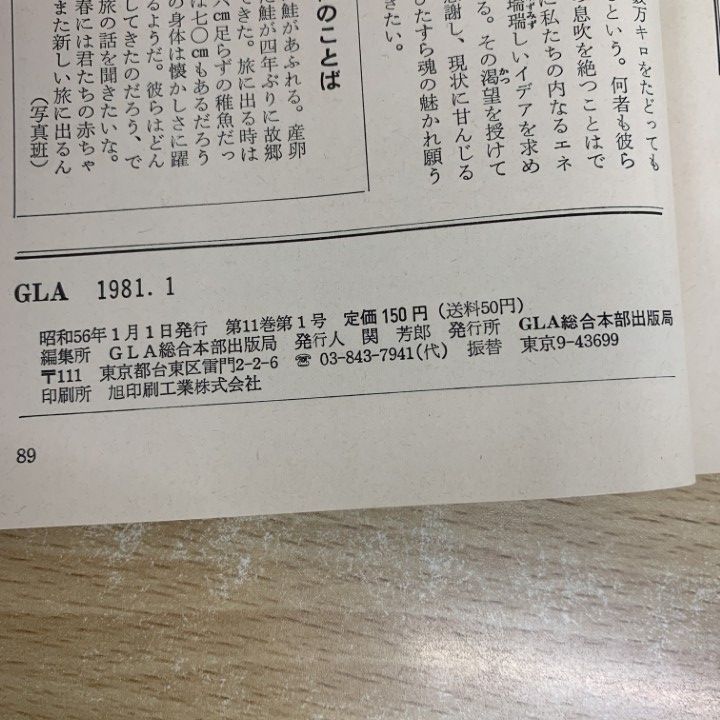 数万キロをたどっても
という。何者も彼ら
息吹を絶つことはで
に私たちの内なるエネ
瑞瑞しいイデアを求め
る。その渇望を授けて
感謝し、現状に甘んじる
ひたすら魂の魅かれ願う
きたい。
のことば
鮭があふれる。産卵
鮭が四年ぶりに故郷
てきた。旅に出る時は
六㎝足らずの稚魚だっ
は七〇㎝もあるだろう
の身体は懐かしさに躍
るようだ。彼らはどん
してきたのだろう、で
旅の話を聞きたいな。
春には君たちの赤ちゃ
また新しい旅に出るん
(写真班)
GLA 1981. 1
昭和56年1月1日発行 第11巻第1号 定価150円(送料50円)
編集所 GLA総合本部出版局 発行人 関 芳郎 発行所 GLA総合本部出版局
〒111 東京都台東区雷門2-2-6 ☎ 03-843-7941(代) 振替 東京9-43699
印刷所 旭印刷工業株式会社
89